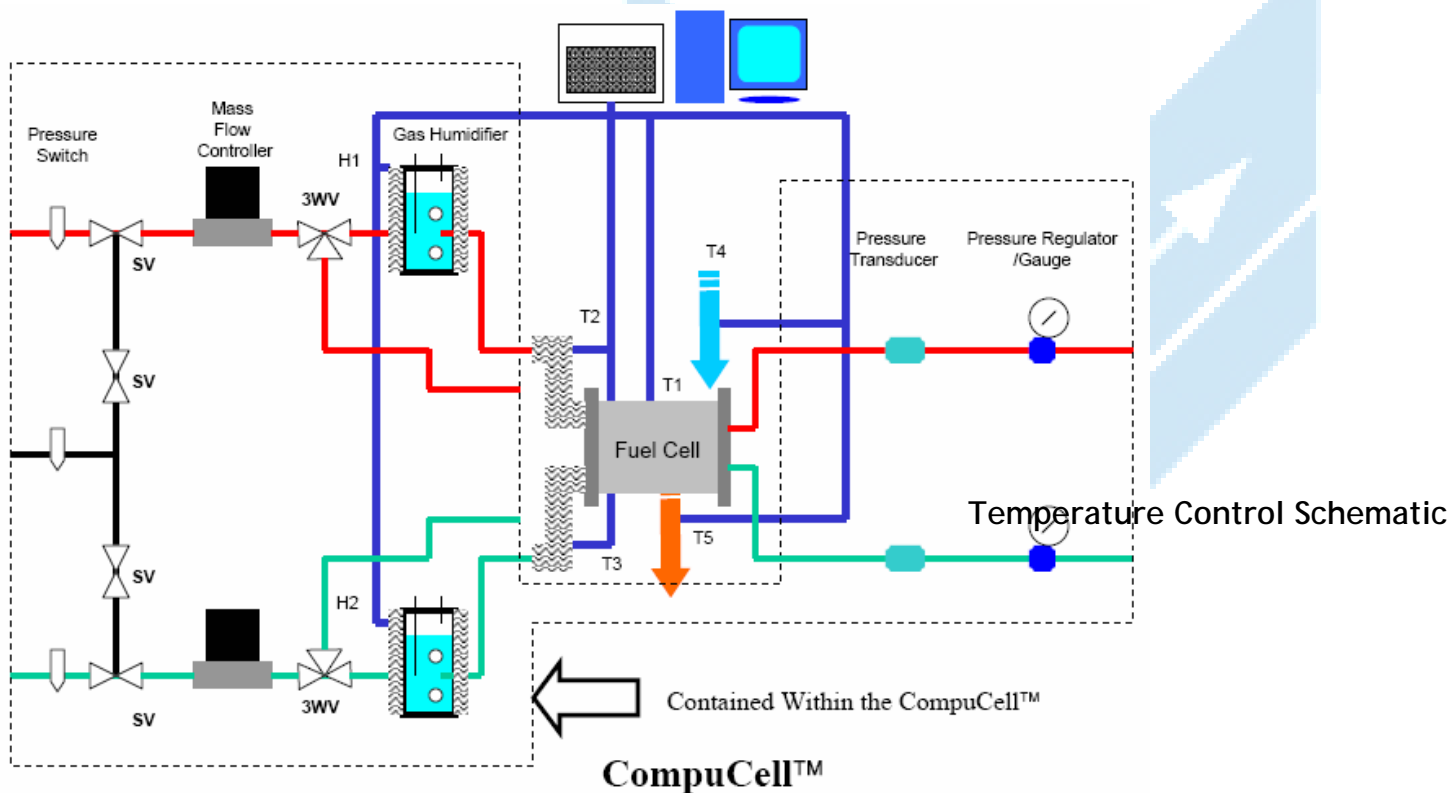 Pressure
Switch
Mass
Flow
Controller
Gas Humidifier
H1
3WV
SV
SV
SV
SV
T2
T4
T1
Pressure
Transducer
Pressure Regulator
/Gauge
Fuel Cell
Temperature Control Schematic
T5
T3
H2
3WV
Contained Within the CompuCell™
CompuCell™